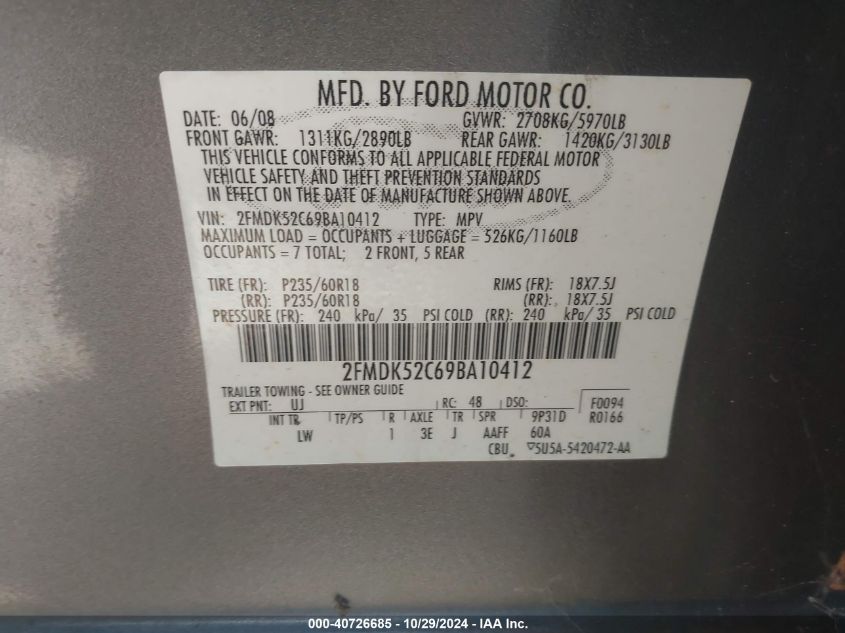 MFD. BY FORD MOTOR CO.
DATE: 06/08 GVWR: 2708KG/5970LB
FRONT GAWR: 1311KG/2890LB REAR GAWR: 1420KG/3130LB
THIS VEHICLE CONFORMS TO ALL APPLICABLE FEDERAL MOTOR
VEHICLE SAFETY AND THEFT PREVENTION STANDARDS
IN EFFECT ON THE DATE OF MANUFACTURE SHOWN ABOVE.
VIN: 2FMDK52C69BA10412 TYPE: MPV
MAXIMUM LOAD = OCCUPANTS + LUGGAGE = 526KG/1160LB
OCCUPANTS = 7 TOTAL; 2 FRONT, 5 REAR
TIRE (FR): P235/60R18 RIMS (FR): 18X7.5J
(RR): P235/60R18 (RR): 18X7.5J
PRESSURE (FR): 240 kPa/ 35 PSI COLD (RR): 240 kPa/ 35 PSI COLD
2FMDK52C69BA10412
TRAILER TOWING - SEE OWNER GUIDE
EXT PNT: UJ RC: 48 DSO: F0094
INT TR TP/PS R AXLE TR SPR 9P31D R0166
LW 1 3E J AAFF 60A
CBU ▽5U5A-5420472-AA
000-40726685 - 10/29/2024 - IAA Inc.